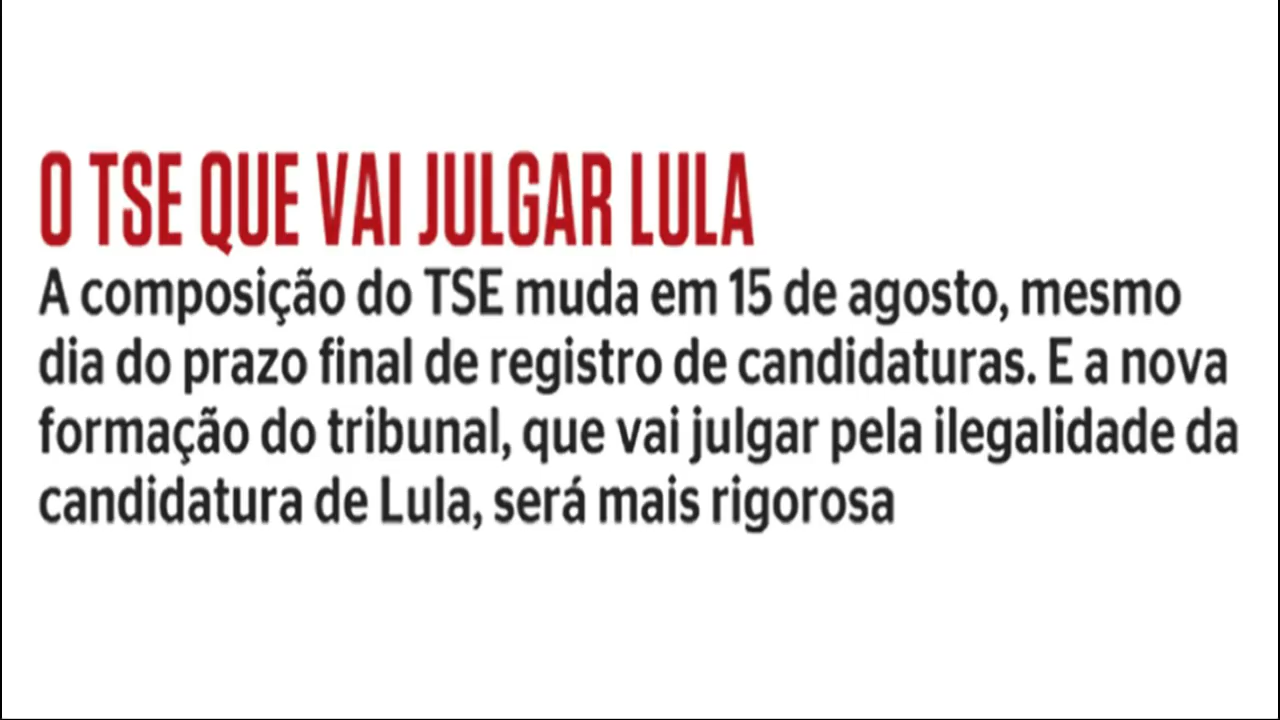 O TSE QUE VAI JULGAR LULA
A composição do TSE muda em 15 de agosto, mesmo
dia do prazo final de registro de candidaturas. E a nova
formação do tribunal, que vai julgar pela ilegalidade da
candidatura de Lula, será mais rigorosa